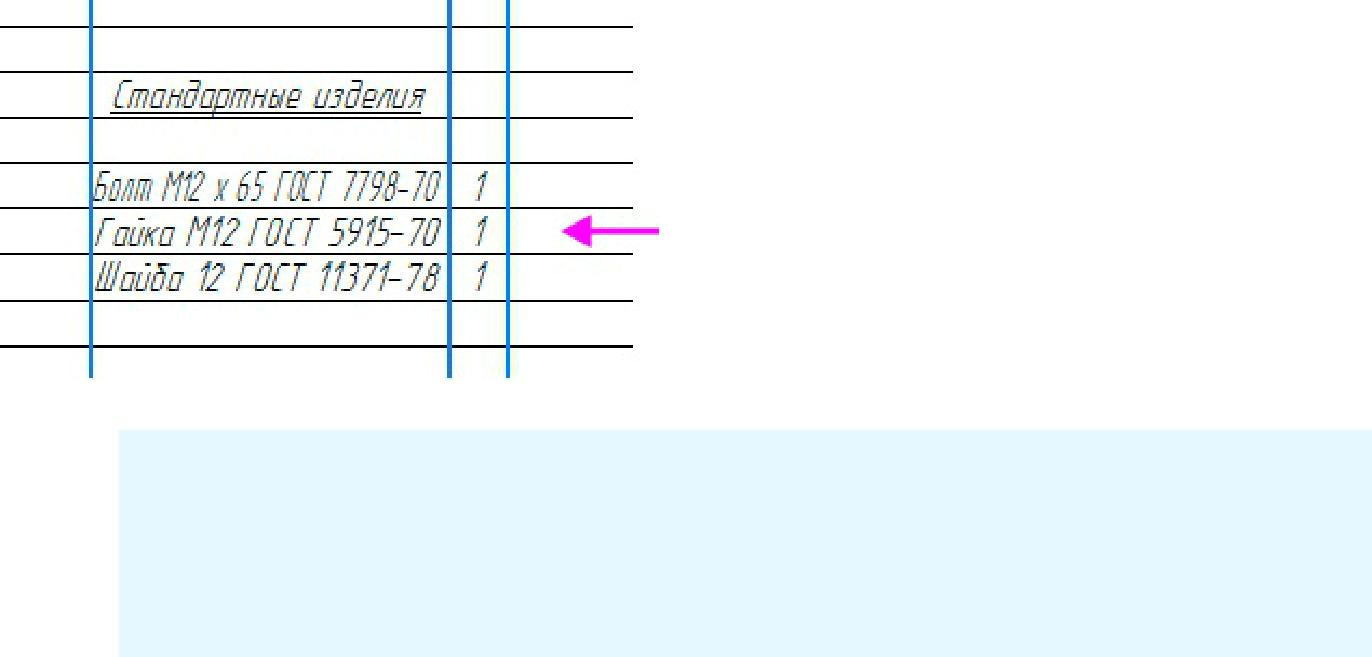 Стандартные изделия
Болт М12 х 65 ГОСТ 7798-70 1
Гайка М12 ГОСТ 5915-70 1
Шайба 12 ГОСТ 11371-78 1